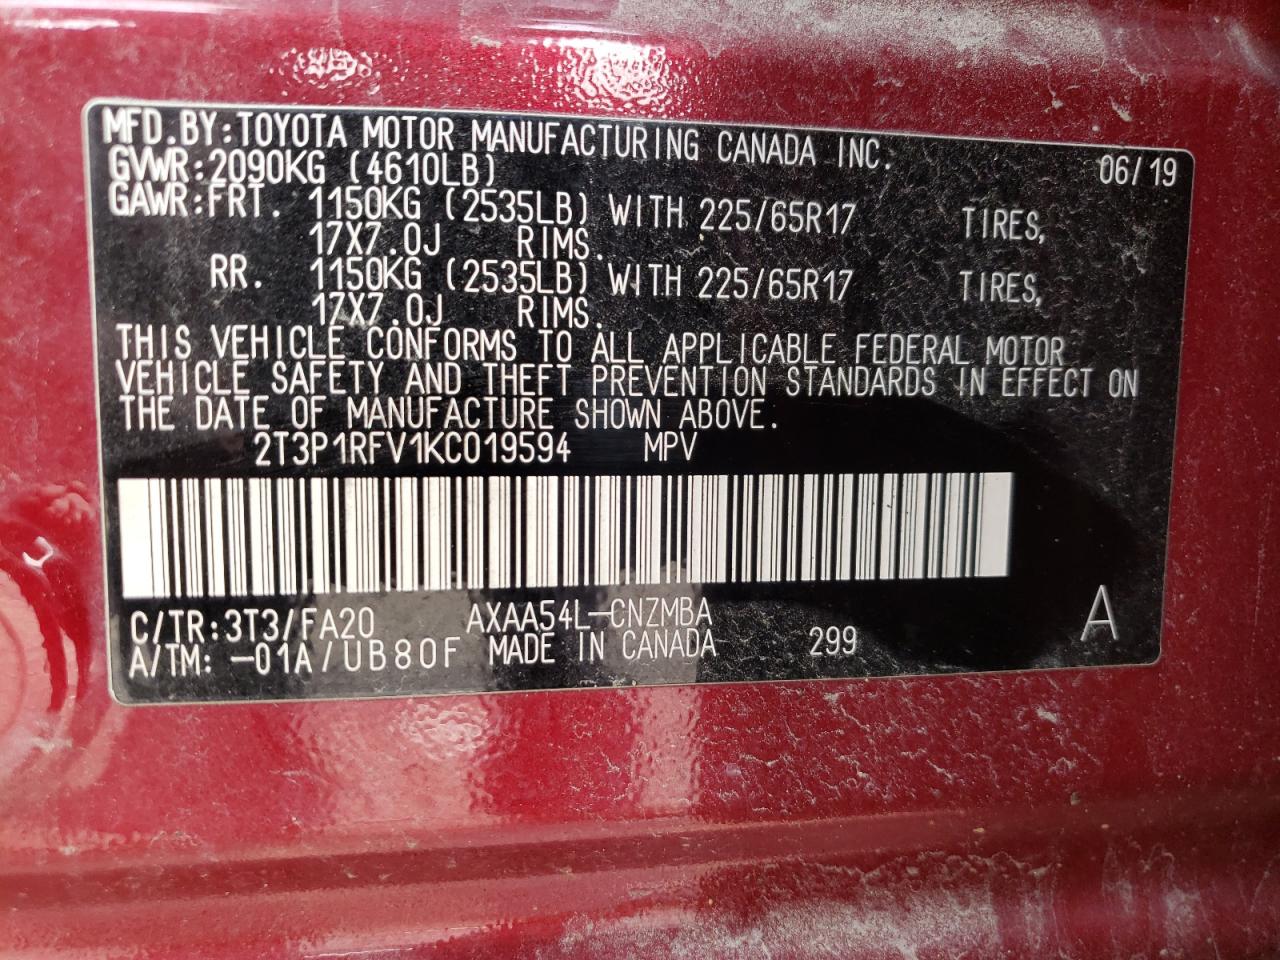 MFD.BY:TOYOTA MOTOR MANUFACTURING CANADA INC.
GVWR:2090KG (4610LB) 06/19
GAWR:FRT. 1150KG (2535LB) WITH 225/65R17 TIRES,
17X7.0J RIMS.
RR. 1150KG (2535LB) WITH 225/65R17 TIRES,
17X7.0J RIMS.
THIS VEHICLE CONFORMS TO ALL APPLICABLE FEDERAL MOTOR
VEHICLE SAFETY AND THEFT PREVENTION STANDARDS IN EFFECT ON
THE DATE OF MANUFACTURE SHOWN ABOVE.
2T3P1RFV1KC019594 MPV
C/TR:3T3/FA20 AXAA54L-CNZMBA
A/TM: -01A/UB80F MADE IN CANADA 299 A